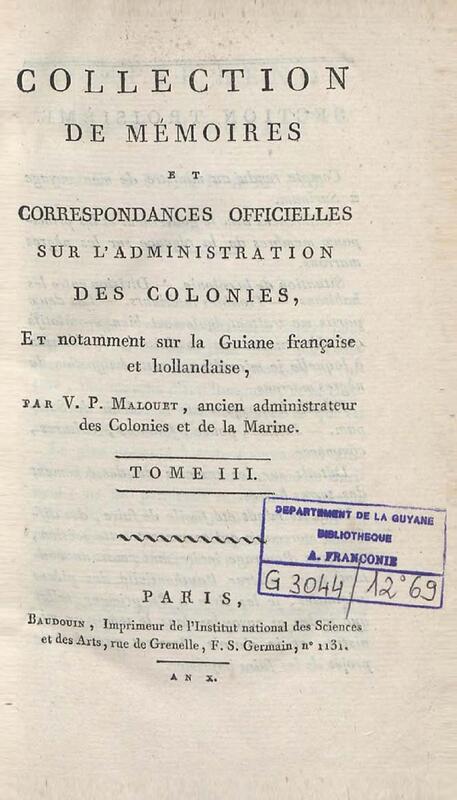 COLLECTION
DE MÉMOIRES
ET
CORRESPONDANCES OFFICIELLES
SUR L'ADMINISTRATION
DES COLONIES,
ET notamment sur la Guiane française
et hollandaise,
PAR V. P. MALOUET, ancien administrateur
des Colonies et de la Marine.
TOME III.
DEPARTEMENT DE LA GUYANE
BIBLIOTHEQUE
A. FRANCONIE
G 3044/12°69
PARIS,
BAUDOUIN, Imprimeur de l'Institut national des Sciences
et des Arts, rue de Grenelle, F. S. Germain, n° 1131.
AN X.